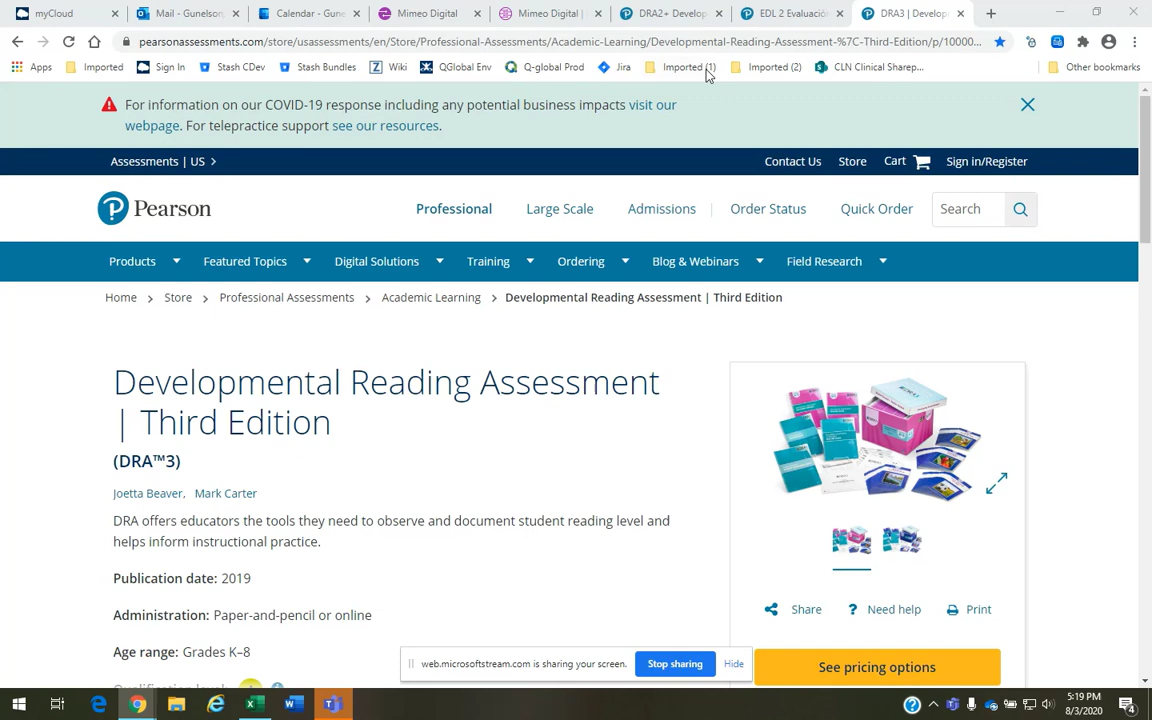 myCloud
Mail - Gunelson,
Calendar - Gune
Mimeo Digital
Mimeo Digital |
DRA2+ Develop
EDL 2 Evaluación
DRA3 | Develop
pearsonassessments.com/store/usassessments/en/Store/Professional-Assessments/Academic-Learning/Developmental-Reading-Assessment-%7C-Third-Edition/p/10000...
Apps
Imported
Sign In
Stash CDev
Stash Bundles
Wiki
QGlobal Env
Q-global Prod
Jira
Imported (1)
Imported (2)
CLN Clinical Sharep...
Other bookmarks
For information on our COVID-19 response including any potential business impacts visit our
webpage. For telepractice support see our resources.
Assessments | US
Contact Us
Store
Cart
Sign in/Register
Pearson
Professional
Large Scale
Admissions
Order Status
Quick Order
Search
Products
Featured Topics
Digital Solutions
Training
Ordering
Blog & Webinars
Field Research
Home > Store > Professional Assessments > Academic Learning > Developmental Reading Assessment | Third Edition
Developmental Reading Assessment
| Third Edition
(DRA™3)
Joetta Beaver, Mark Carter
DRA offers educators the tools they need to observe and document student reading level and
helps inform instructional practice.
Publication date: 2019
Administration: Paper-and-pencil or online
Age range: Grades K–8
Qualification level:
Share
Need help
Print
See pricing options
web.microsoftstream.com is sharing your screen.
Stop sharing
Hide
5:19 PM
8/3/2020
4